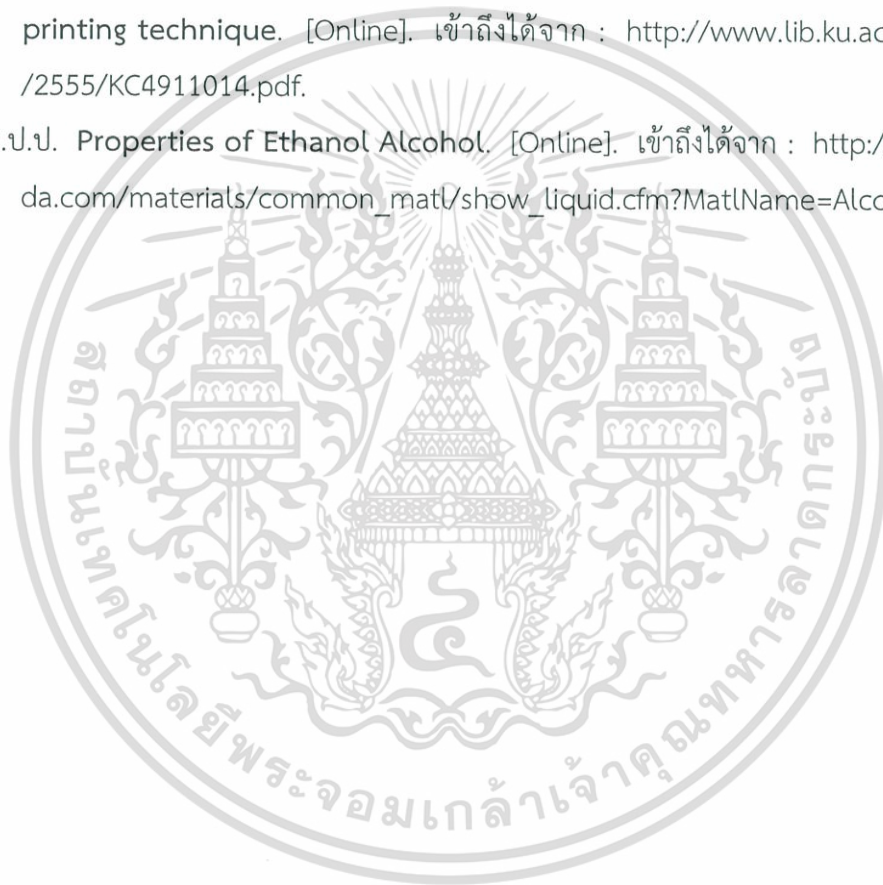 printing technique. [Online]. เข้าถึงได้จาก : http://www.lib.ku.ac
/2555/KC4911014.pdf.
.ป.ป. Properties of Ethanol Alcohol. [Online]. เข้าถึงได้จาก : http:/
da.com/materials/common_matl/show_liquid.cfm?MatlName=Alco
สถาบันเทคโนโลยีพระจอมเกล้าเจ้าคุณทหารลาดกระบัง